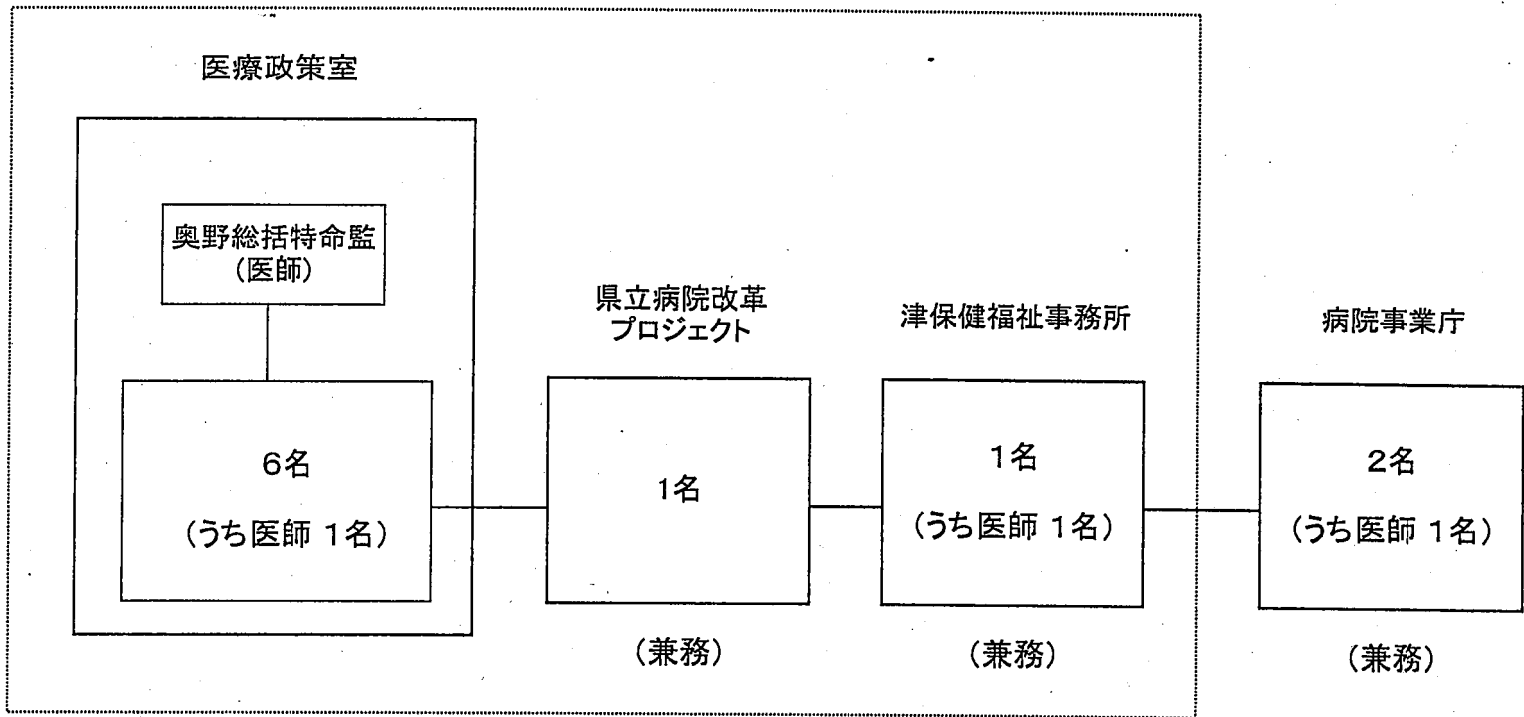 医療政策室
奥野総括特命監
(医師)
6名
(うち医師 1名)
県立病院改革
プロジェクト
1名
(兼務)
津保健福祉事務所
1名
(うち医師 1名)
(兼務)
病院事業庁
2名
(うち医師 1名)
(兼務)